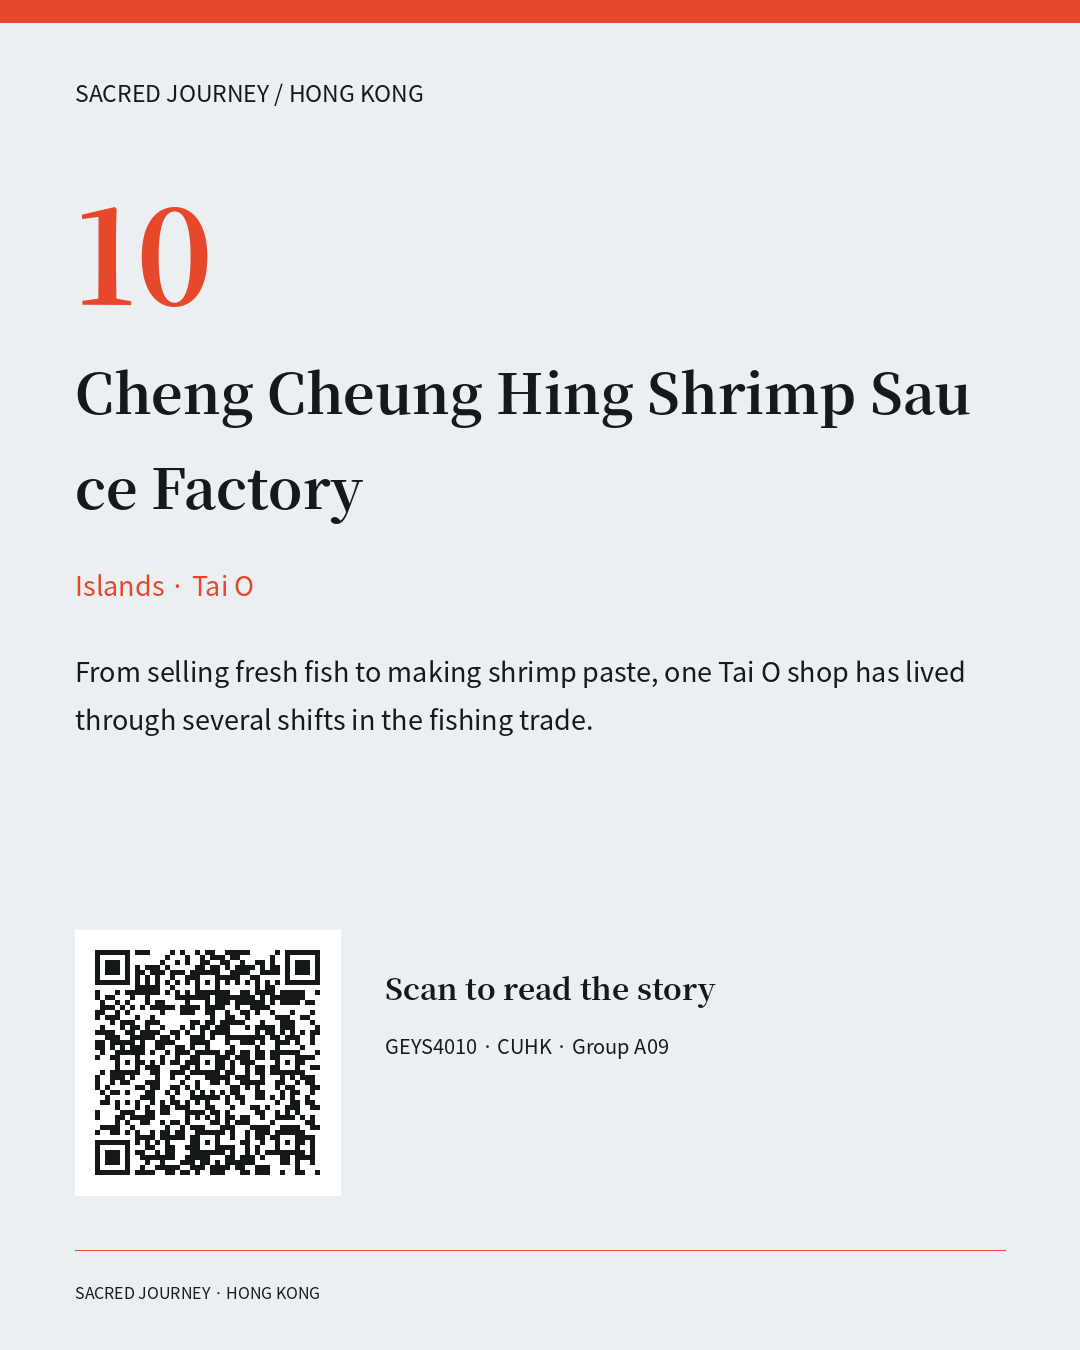 SACRED JOURNEY / HONG KONG
10
Cheng Cheung Hing Shrimp Sau
ce Factory
Islands · Tai O
From selling fresh fish to making shrimp paste, one Tai O shop has lived
through several shifts in the fishing trade.
Scan to read the story
GEYS4010 · CUHK · Group A09
SACRED JOURNEY · HONG KONG